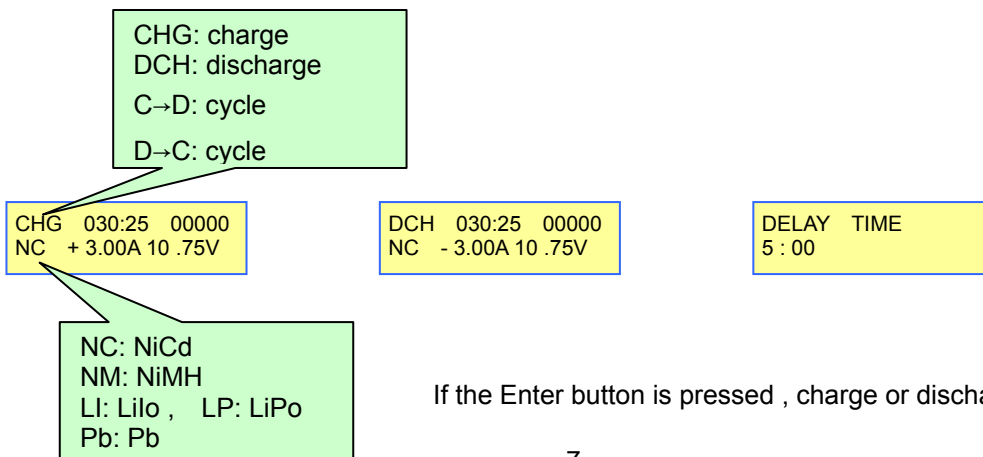 CHG: charge
DCH: discharge
C→D: cycle
D→C: cycle
CHG 030:25 00000
NC + 3.00A 10 .75V
DCH 030:25 00000
NC - 3.00A 10 .75V
DELAY TIME
5 : 00
NC: NiCd
NM: NiMH
LI: LiIo , LP: LiPo
Pb: Pb
If the Enter button is pressed , charge or